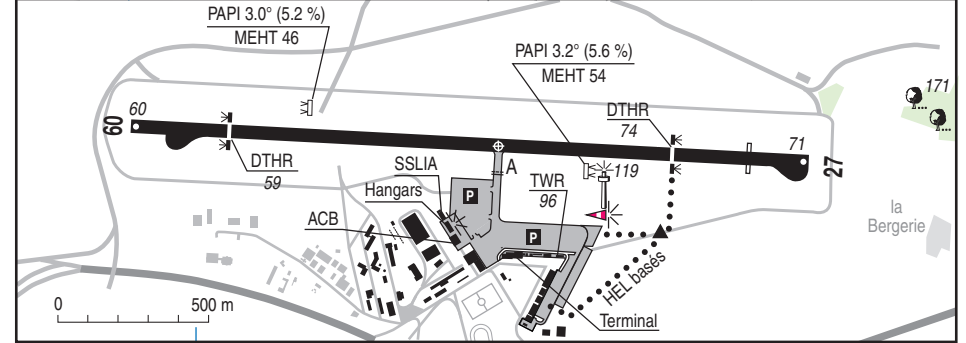 PAPI 3.0° (5.2 %)
MEHT 46
PAPI 3.2° (5.6 %)
MEHT 54
171
60
09
DTHR
74
71
27
DTHR
59
SSLIA
A
119
Hangars
P
TWR
96
ACB
P
la
Bergerie
HEL basés
0
500 m
Terminal